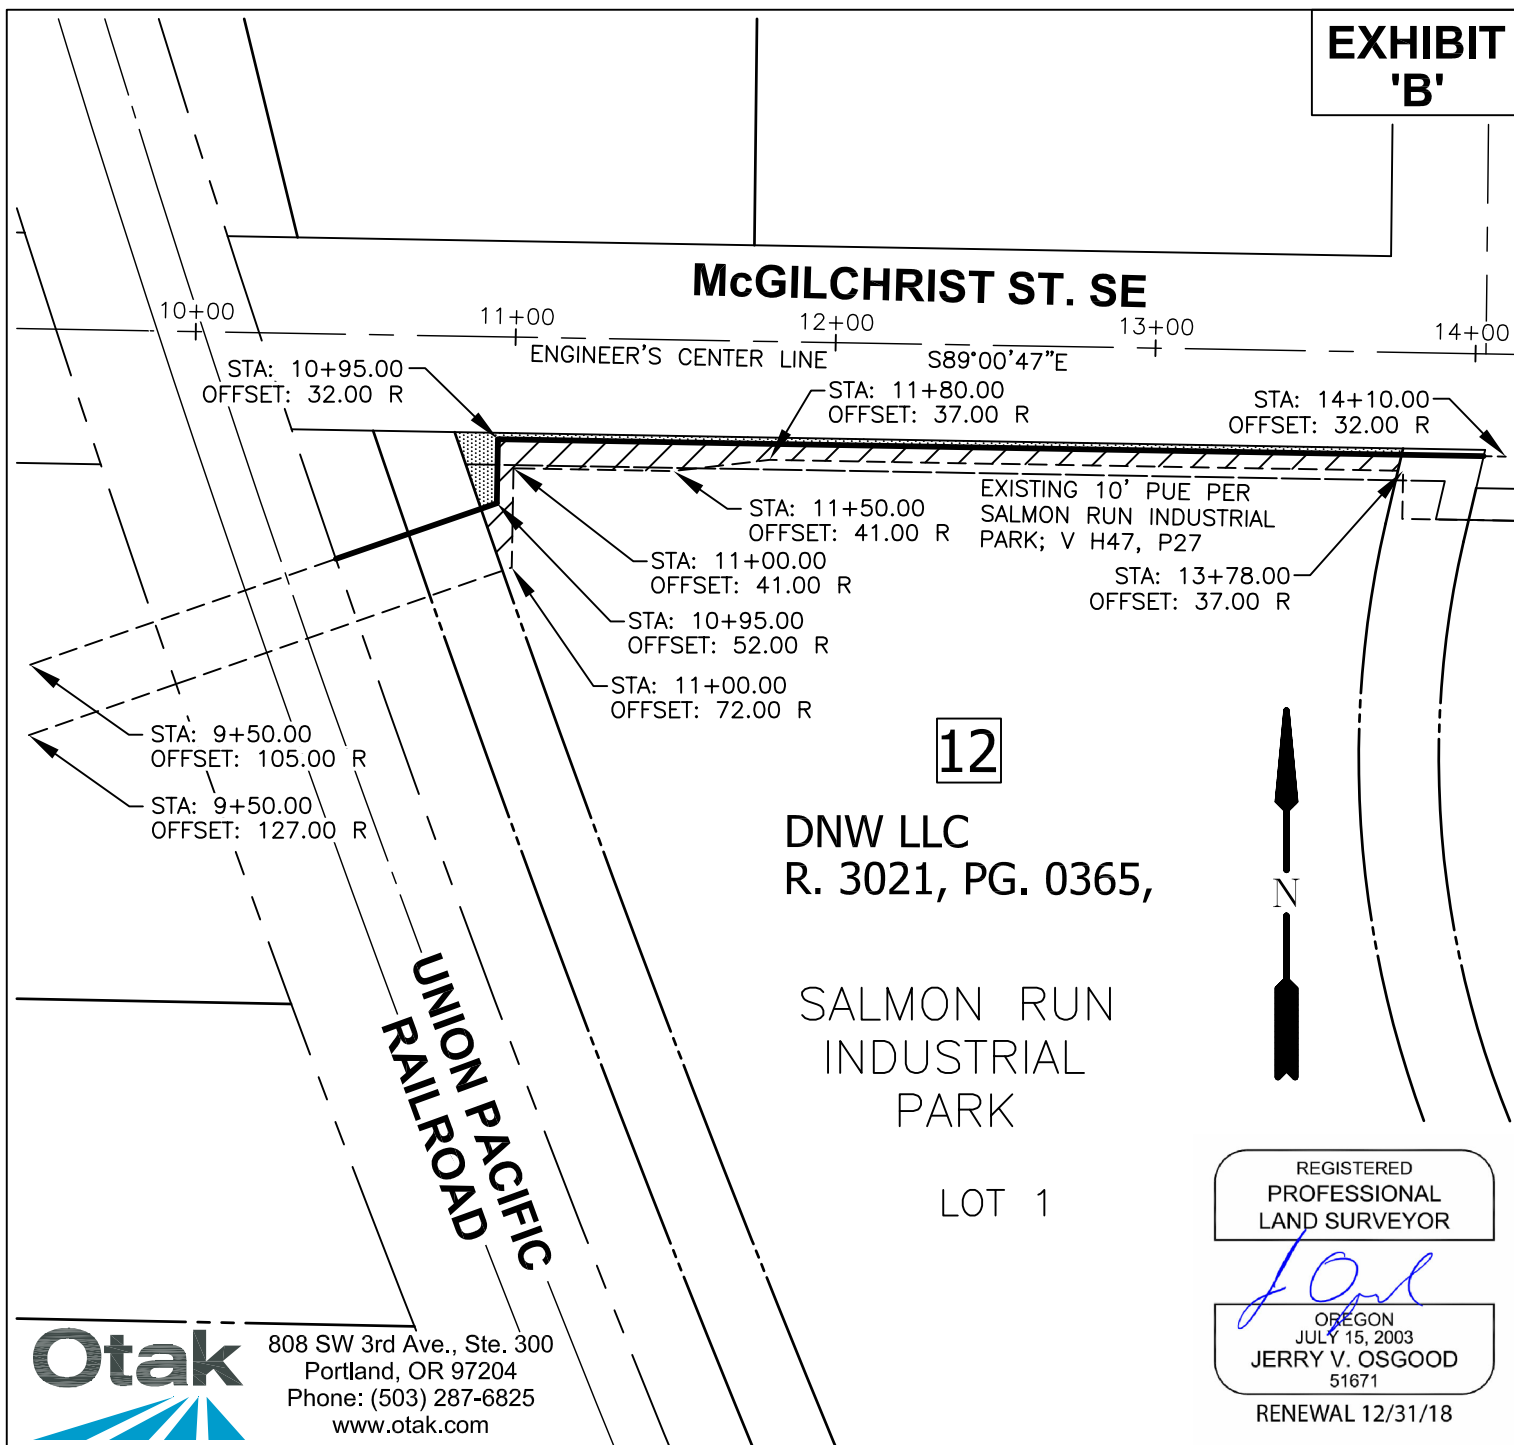 EXHIBIT
'B'
McGILCHRIST ST. SE
10+00
11+00
12+00
13+00
14+00
ENGINEER'S CENTER LINE
S89°00'47"E
STA: 10+95.00
OFFSET: 32.00 R
STA: 11+80.00
OFFSET: 37.00 R
STA: 14+10.00
OFFSET: 32.00 R
STA: 11+50.00
OFFSET: 41.00 R
EXISTING 10' PUE PER
SALMON RUN INDUSTRIAL
PARK; V H47, P27
STA: 11+00.00
OFFSET: 41.00 R
STA: 13+78.00
OFFSET: 37.00 R
STA: 10+95.00
OFFSET: 52.00 R
STA: 11+00.00
OFFSET: 72.00 R
STA: 9+50.00
OFFSET: 105.00 R
STA: 9+50.00
OFFSET: 127.00 R
12
DNW LLC
R. 3021, PG. 0365,
N
SALMON RUN
INDUSTRIAL
PARK
LOT 1
UNION PACIFIC
RAILROAD
REGISTERED
PROFESSIONAL
LAND SURVEYOR
OREGON
JULY 15, 2003
JERRY V. OSGOOD
51671
RENEWAL 12/31/18
Otak
808 SW 3rd Ave., Ste. 300
Portland, OR 97204
Phone: (503) 287-6825
www.otak.com